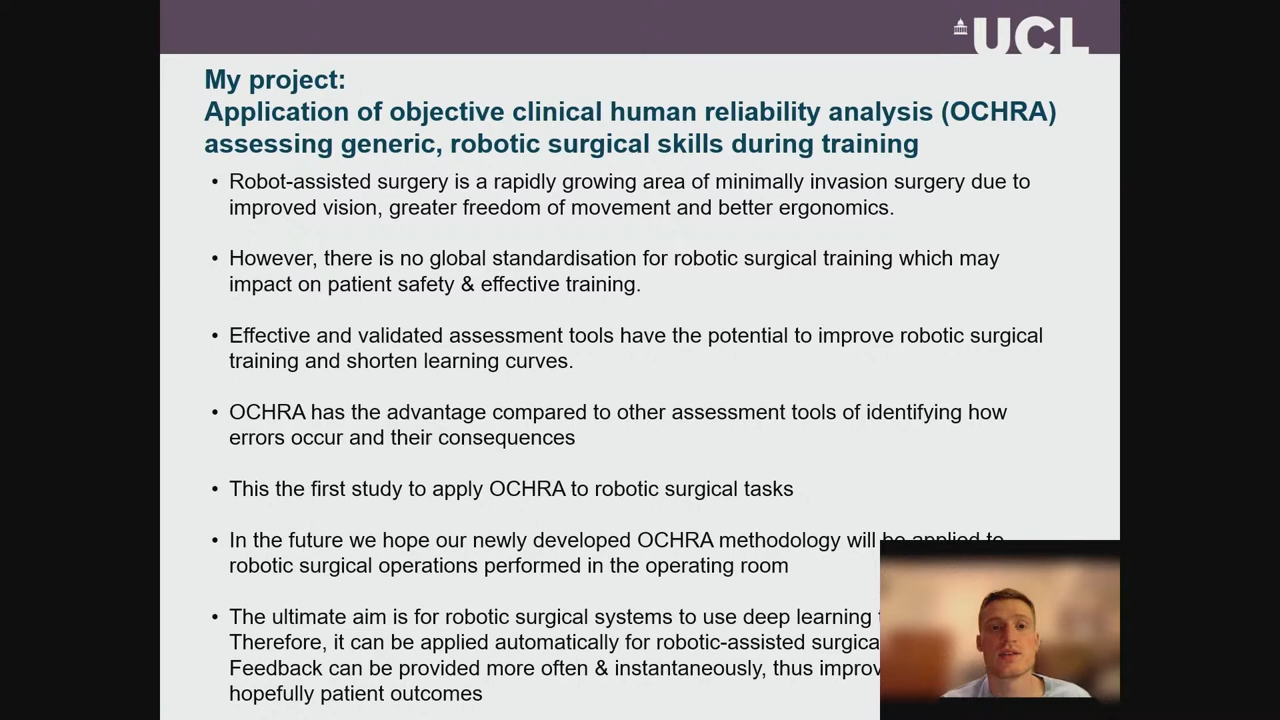 UCL
My project:
Application of objective clinical human reliability analysis (OCHRA)
assessing generic, robotic surgical skills during training
• Robot-assisted surgery is a rapidly growing area of minimally invasion surgery due to
improved vision, greater freedom of movement and better ergonomics.
• However, there is no global standardisation for robotic surgical training which may
impact on patient safety & effective training.
• Effective and validated assessment tools have the potential to improve robotic surgical
training and shorten learning curves.
• OCHRA has the advantage compared to other assessment tools of identifying how
errors occur and their consequences
• This the first study to apply OCHRA to robotic surgical tasks
• In the future we hope our newly developed OCHRA methodology will be applied to
robotic surgical operations performed in the operating room
• The ultimate aim is for robotic surgical systems to use deep learning
Therefore, it can be applied automatically for robotic-assisted
Feedback can be provided more often & instantaneously, thus
hopefully patient outcomes